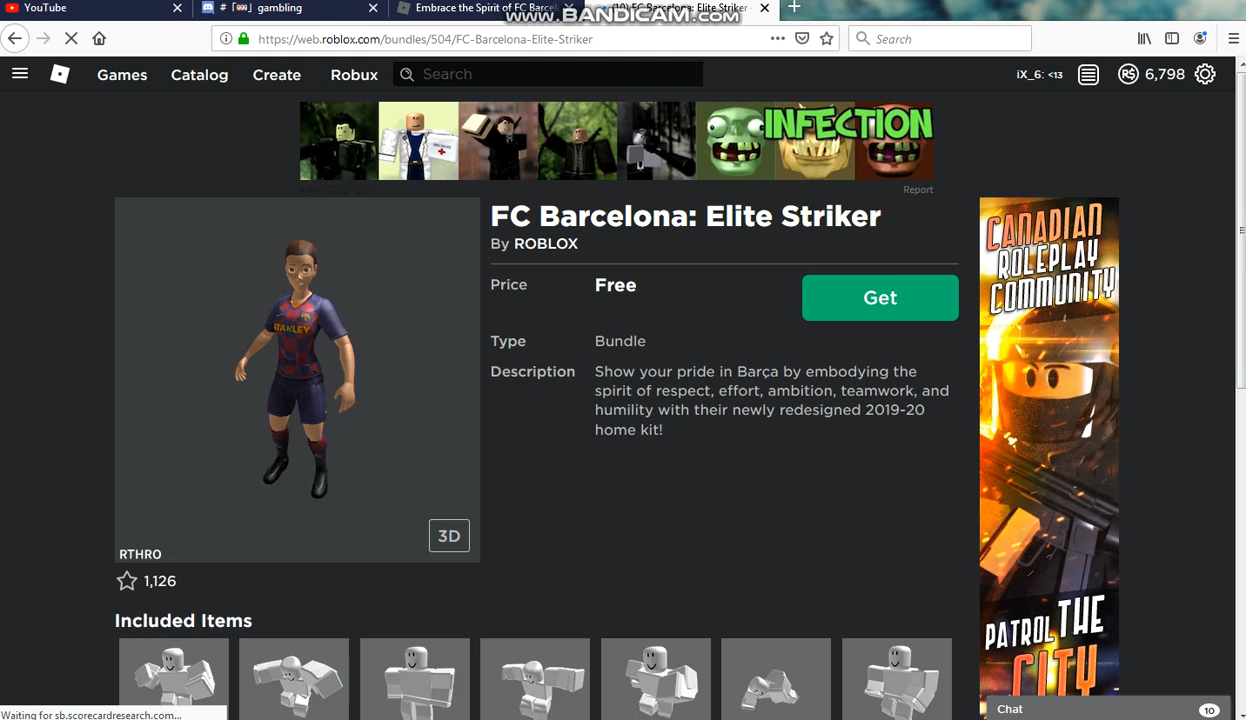 YouTube
# 「🎰」gambling
Embrace the Spirit of FC Barcel
(10) FC Barcelona: Elite Striker -
www.BANDICAM.com
https://web.roblox.com/bundles/504/FC-Barcelona-Elite-Striker
Search
Games
Catalog
Create
Robux
Search
iX_6: <13
6,798
INFECTION
Report
FC Barcelona: Elite Striker
By ROBLOX
Price
Free
Get
Type
Bundle
Description
Show your pride in Barça by embodying the
spirit of respect, effort, ambition, teamwork, and
humility with their newly redesigned 2019-20
home kit!
STANLEY
3D
RTHRO
1,126
Included Items
CANADIAN
ROLEPLAY
COMMUNITY
PATROL THE
CITY
Waiting for sb.scorecardresearch.com...
Chat
10